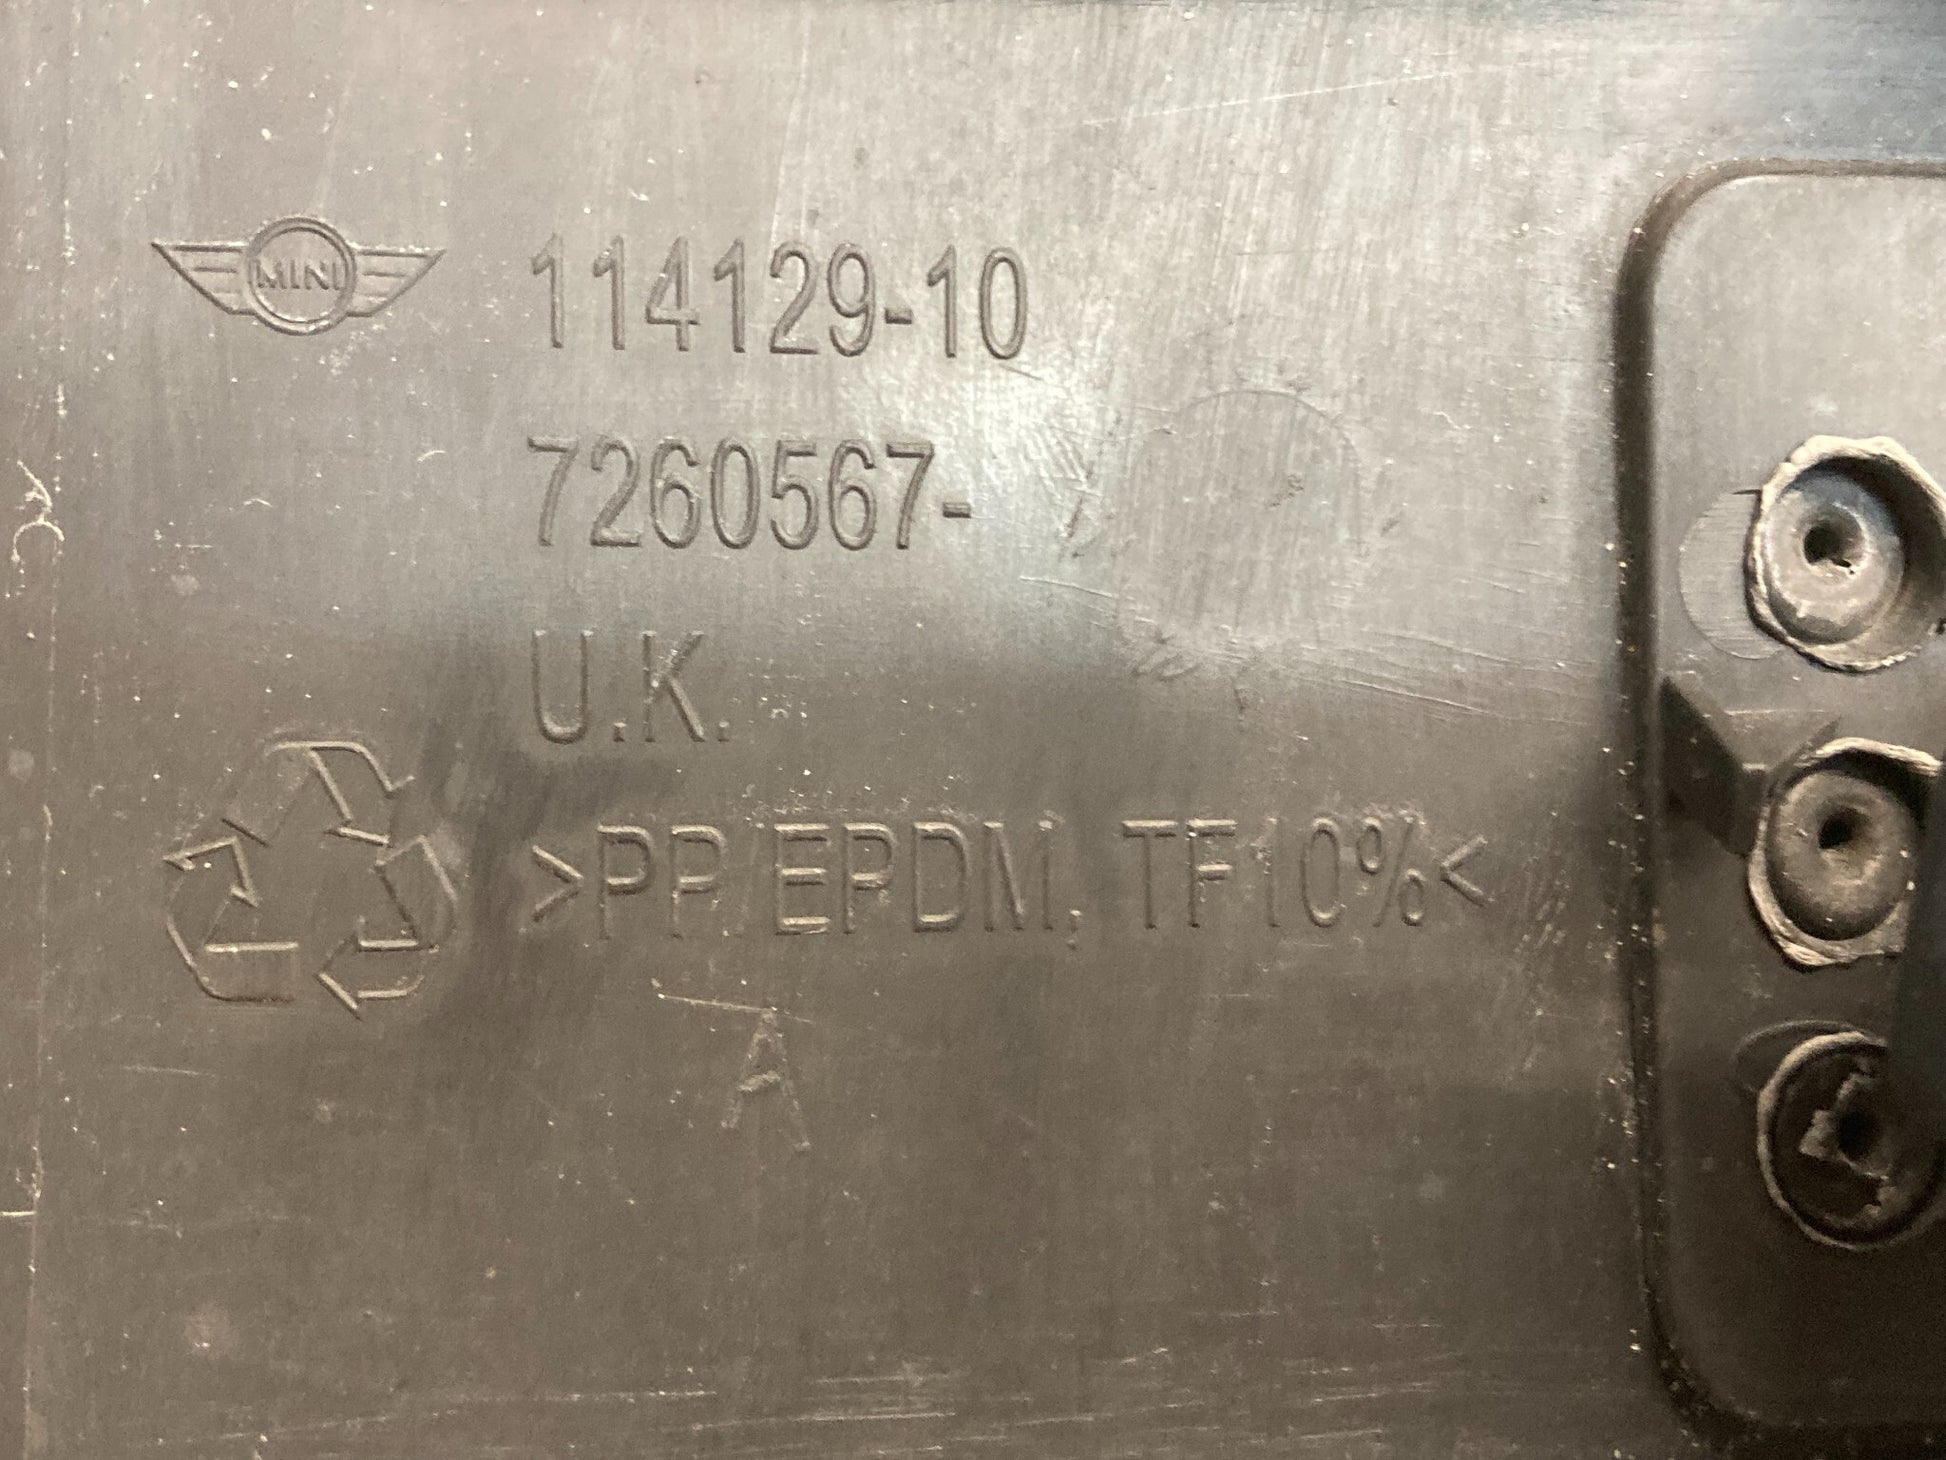 MINI 114129-10
7260567-
U.K.
>PP/EPDM, TF10%<
A